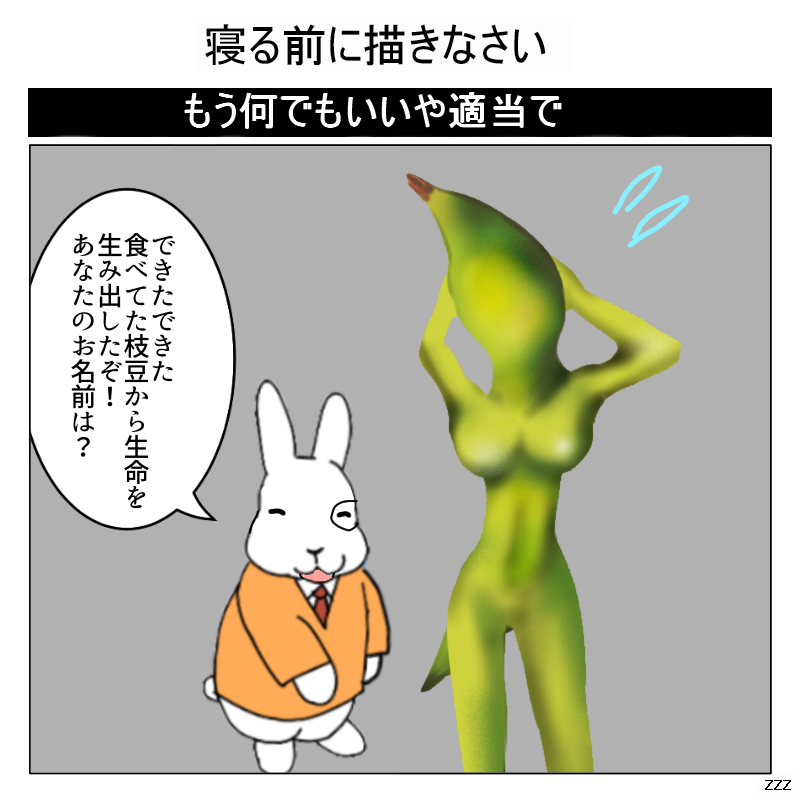 寝る前に描きなさい
もう何でもいいや適当で
できたできた
食べてた枝豆から生命を
生み出したぞ！
あなたのお名前は？
zzz